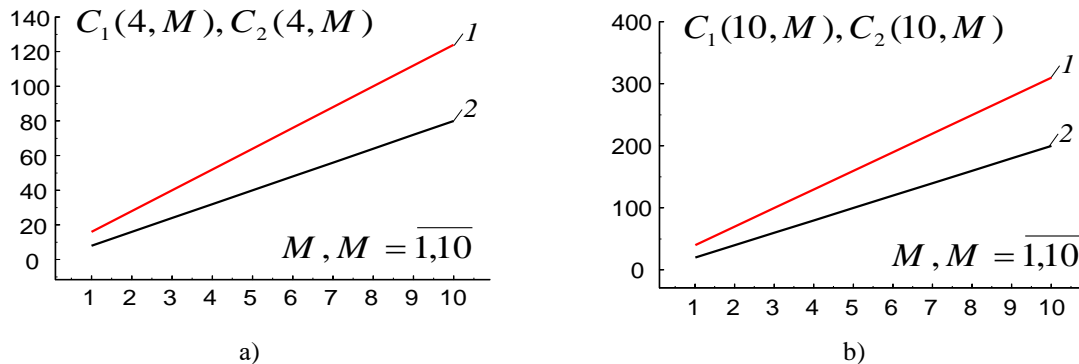 C₁(4, M), C₂(4, M)
140
120
100
80
60
40
20
0
1
2
M, M = 1,10
1 2 3 4 5 6 7 8 9 10
a)
C₁(10, M), C₂(10, M)
400
300
200
100
0
1
2
M, M = 1,10
1 2 3 4 5 6 7 8 9 10
b)